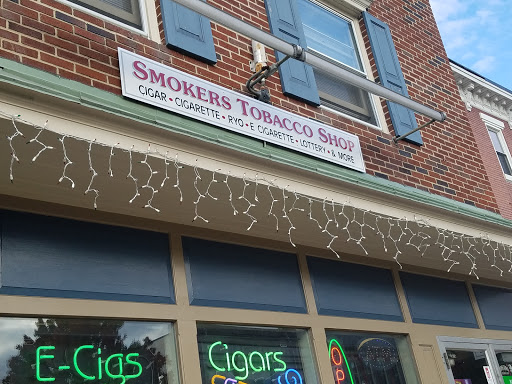 Smokers Tobacco Shop
CIGAR • CIGARETTE • RYO • E CIGARETTE • LOTTERY • & MORE
E-Cigs
Cigars